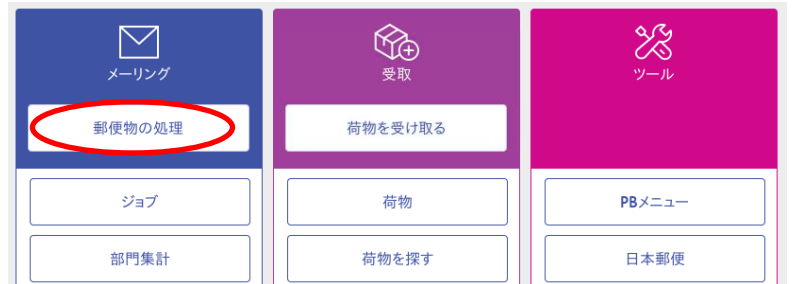 メーリング
受取
ツール
郵便物の処理
荷物を受け取る
ジョブ
荷物
PBメニュー
部門集計
荷物を探す
日本郵便